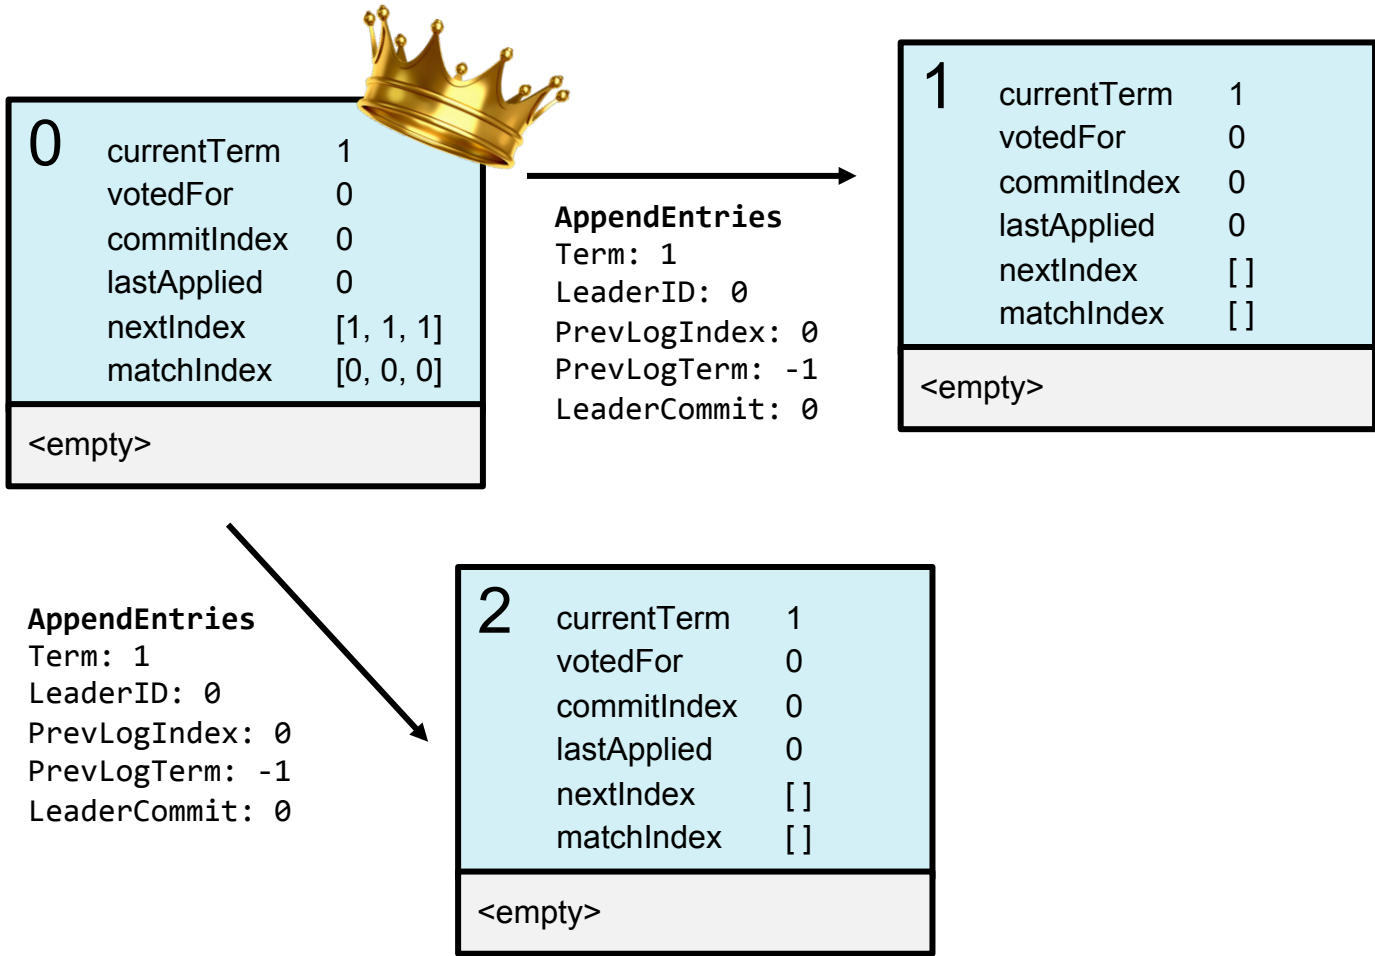 0
currentTerm 1
votedFor 0
commitIndex 0
lastApplied 0
nextIndex [1, 1, 1]
matchIndex [0, 0, 0]
<empty>
AppendEntries
Term: 1
LeaderID: 0
PrevLogIndex: 0
PrevLogTerm: -1
LeaderCommit: 0
1
currentTerm 1
votedFor 0
commitIndex 0
lastApplied 0
nextIndex [ ]
matchIndex [ ]
<empty>
AppendEntries
Term: 1
LeaderID: 0
PrevLogIndex: 0
PrevLogTerm: -1
LeaderCommit: 0
2
currentTerm 1
votedFor 0
commitIndex 0
lastApplied 0
nextIndex [ ]
matchIndex [ ]
<empty>